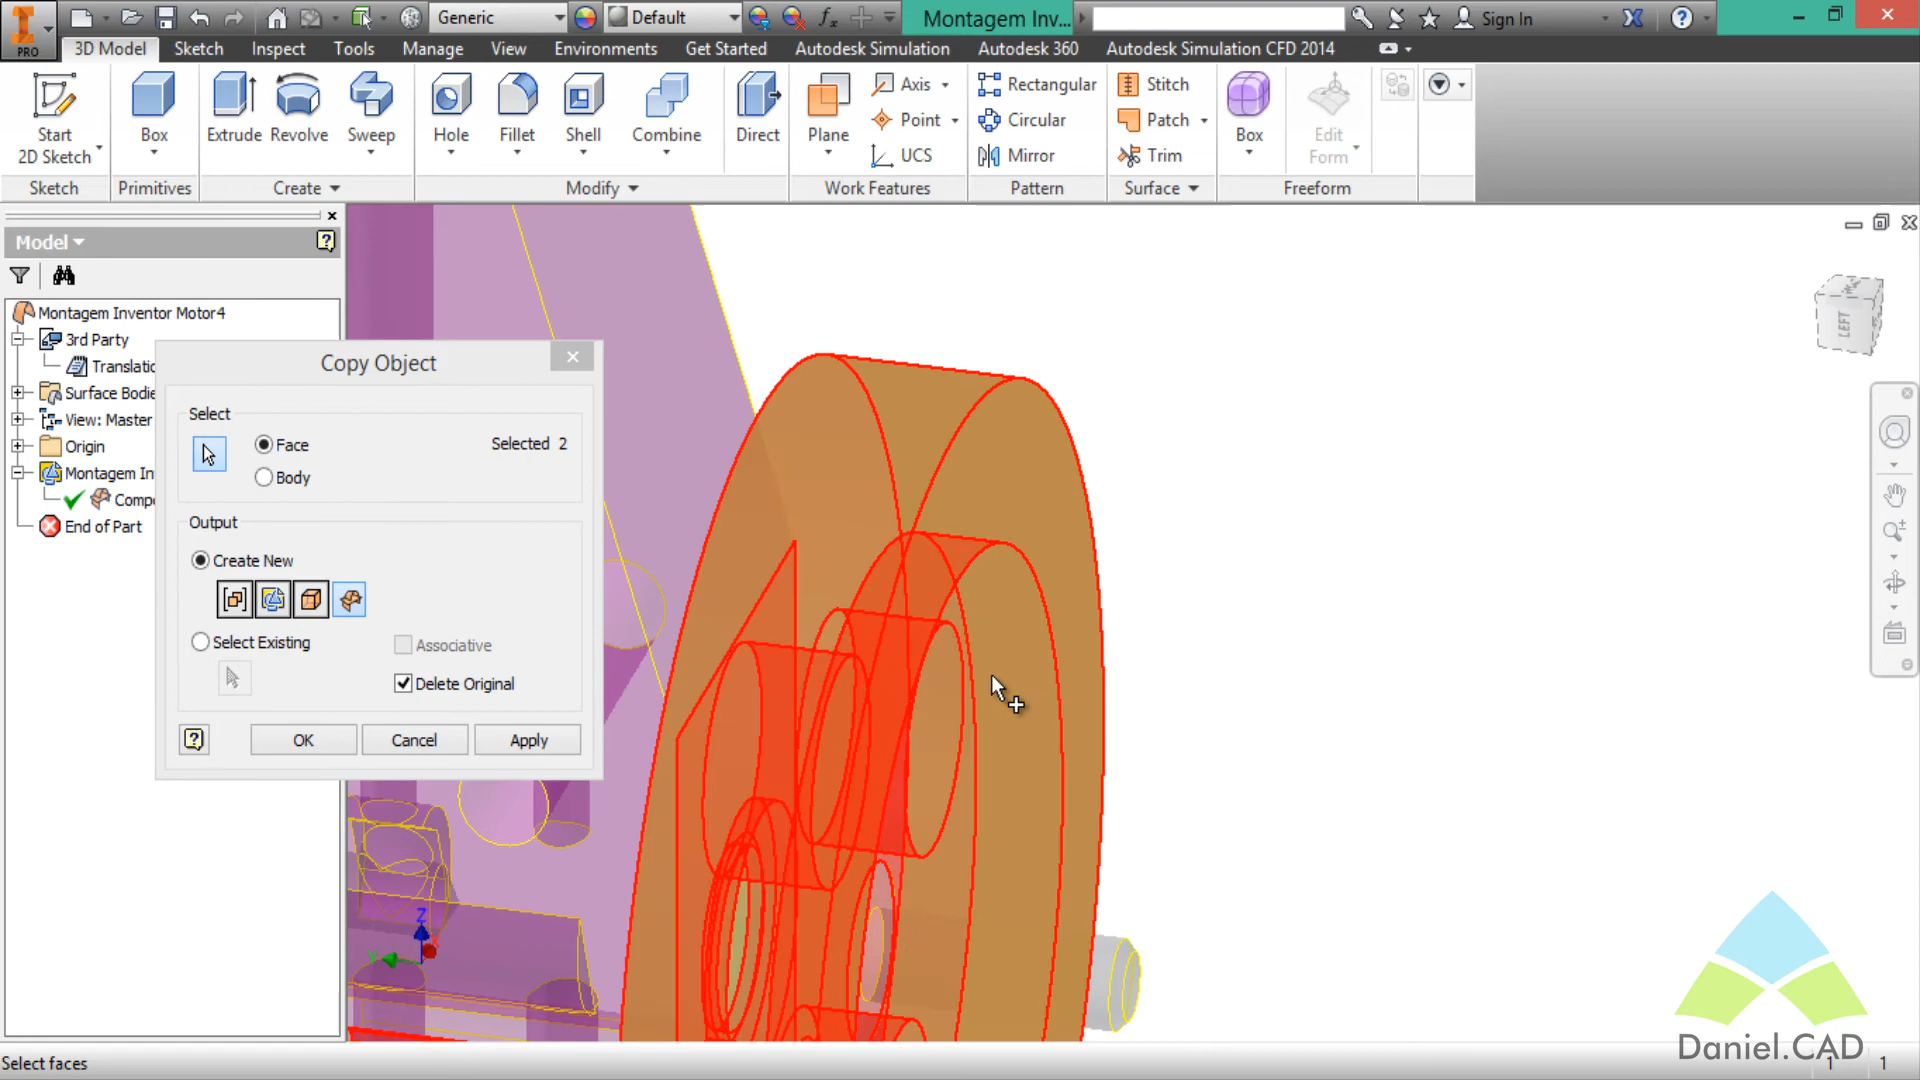 PRO
Generic
Default
fx
Montagem Inv...
Sign In
3D Model
Sketch
Inspect
Tools
Manage
View
Environments
Get Started
Autodesk Simulation
Autodesk 360
Autodesk Simulation CFD 2014
Start
2D Sketch
Box
Extrude
Revolve
Sweep
Hole
Fillet
Shell
Combine
Direct
Plane
Axis
Point
UCS
Rectangular
Circular
Mirror
Stitch
Patch
Trim
Box
Edit
Form
Sketch
Primitives
Create
Modify
Work Features
Pattern
Surface
Freeform
Model
Montagem Inventor Motor4
3rd Party
Translatio
Surface Bodie
View: Master
Origin
Montagem In
Compo
End of Part
Copy Object
Select
Face
Body
Selected 2
Output
Create New
Select Existing
Associative
Delete Original
OK
Cancel
Apply
LEFT
Z
Y
Daniel.CAD
Select faces
1
1